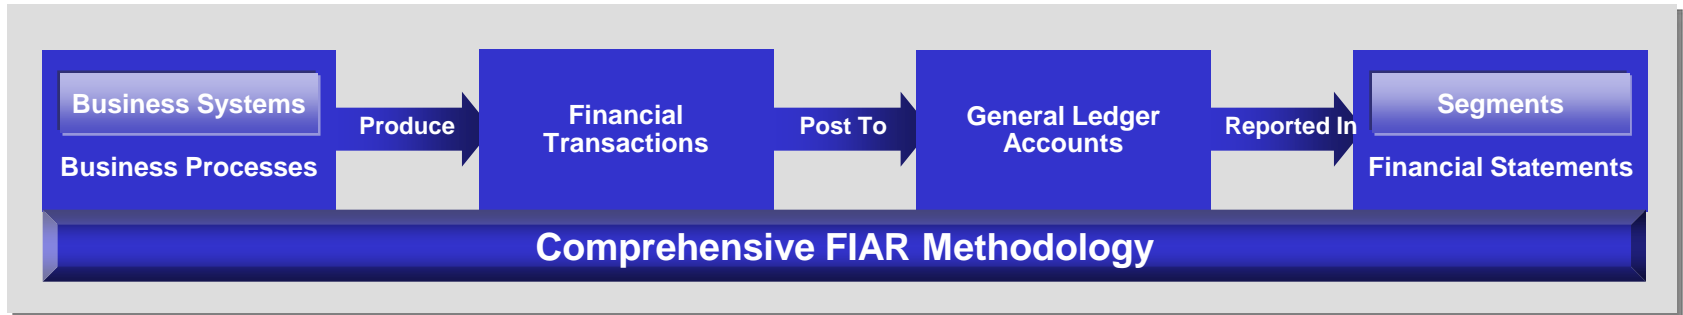 Business Systems
Business Processes
Produce
Financial
Transactions
Post To
General Ledger
Accounts
Reported In
Segments
Financial Statements
Comprehensive FIAR Methodology